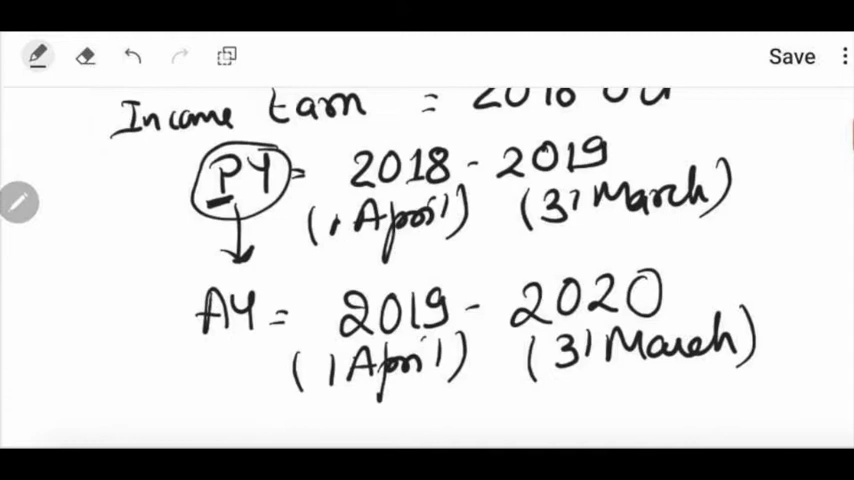 Save
Income earn =
PY = 2018 - 2019
(1 April) (31 March)
AY = 2019 - 2020
(1 April) (31 March)